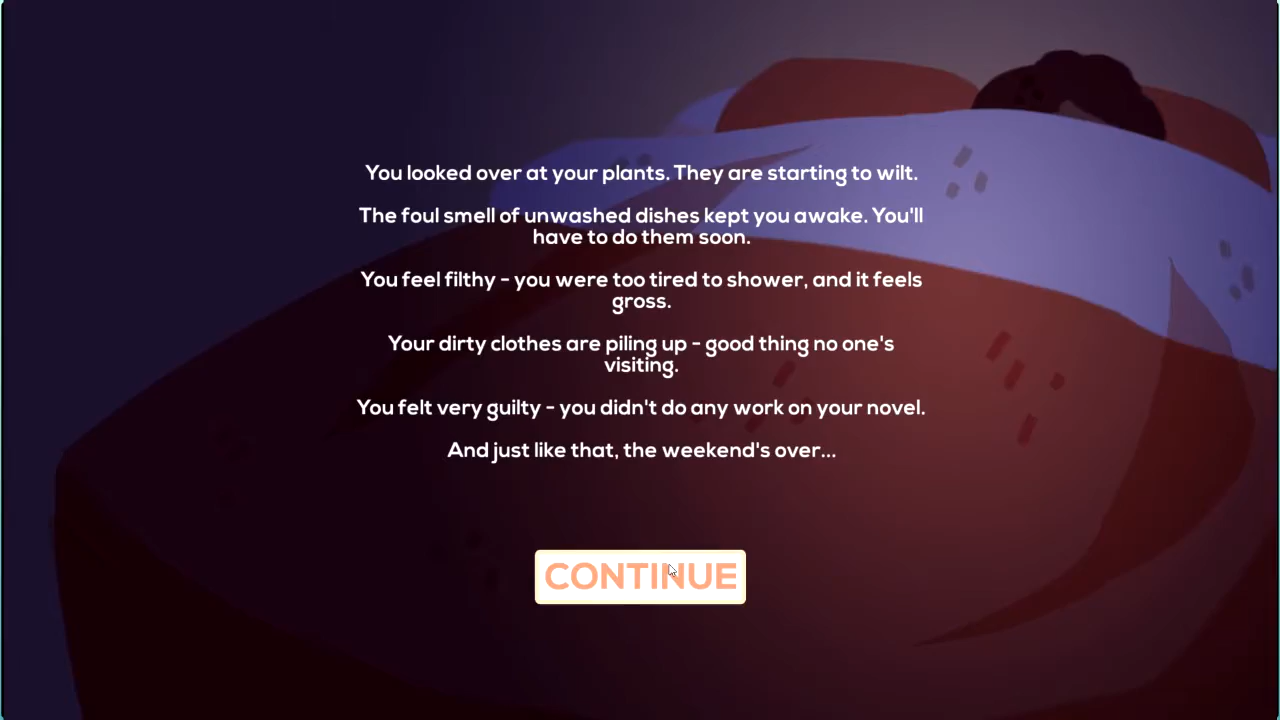 You looked over at your plants. They are starting to wilt.
The foul smell of unwashed dishes kept you awake. You'll
have to do them soon.
You feel filthy - you were too tired to shower, and it feels
gross.
Your dirty clothes are piling up - good thing no one's
visiting.
You felt very guilty - you didn't do any work on your novel.
And just like that, the weekend's over...
CONTINUE